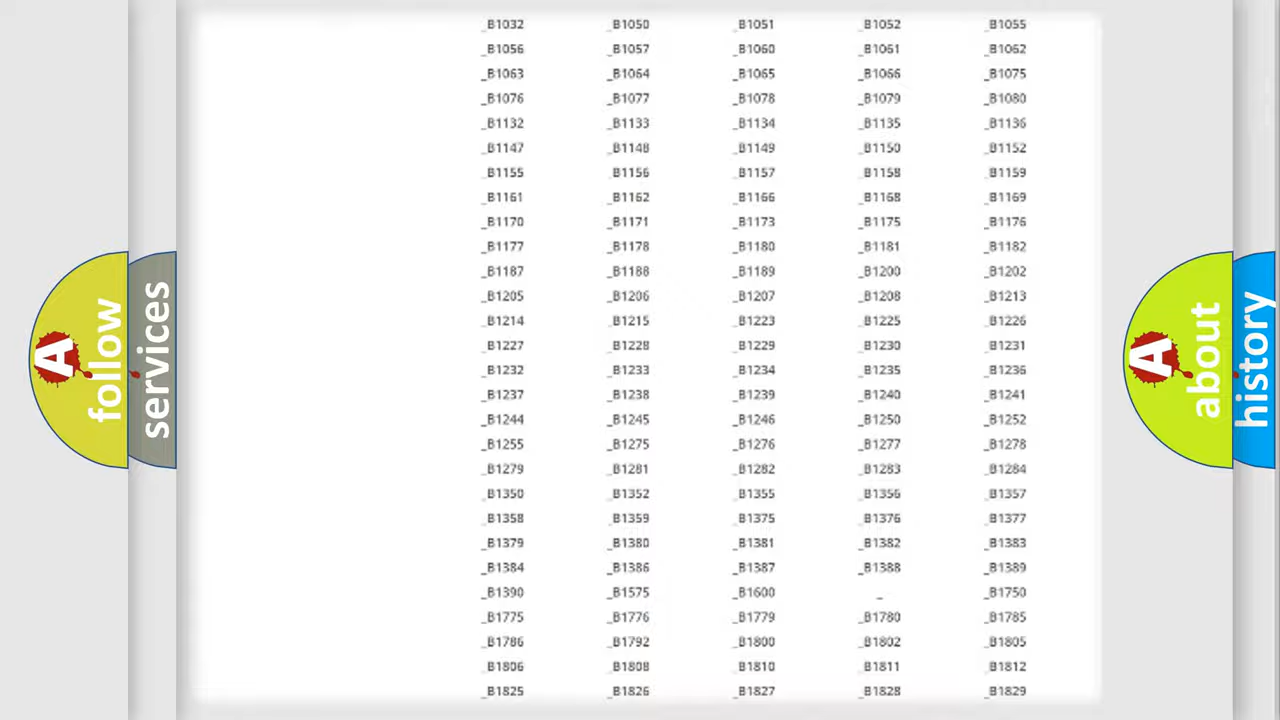 _B1032 _B1050 _B1051 _B1052 _B1055
_B1056 _B1057 _B1060 _B1061 _B1062
_B1063 _B1064 _B1065 _B1066 _B1075
_B1076 _B1077 _B1078 _B1079 _B1080
_B1132 _B1133 _B1134 _B1135 _B1136
_B1147 _B1148 _B1149 _B1150 _B1152
_B1155 _B1156 _B1157 _B1158 _B1159
_B1161 _B1162 _B1166 _B1168 _B1169
_B1170 _B1171 _B1173 _B1175 _B1176
_B1177 _B1178 _B1180 _B1181 _B1182
_B1187 _B1188 _B1189 _B1200 _B1202
_B1205 _B1206 _B1207 _B1208 _B1213
_B1214 _B1215 _B1223 _B1225 _B1226
_B1227 _B1228 _B1229 _B1230 _B1231
_B1232 _B1233 _B1234 _B1235 _B1236
_B1237 _B1238 _B1239 _B1240 _B1241
_B1244 _B1245 _B1246 _B1250 _B1252
_B1255 _B1275 _B1276 _B1277 _B1278
_B1279 _B1281 _B1282 _B1283 _B1284
_B1350 _B1352 _B1355 _B1356 _B1357
_B1358 _B1359 _B1375 _B1376 _B1377
_B1379 _B1380 _B1381 _B1382 _B1383
_B1384 _B1386 _B1387 _B1388 _B1389
_B1390 _B1575 _B1600 _ _B1750
_B1775 _B1776 _B1779 _B1780 _B1785
_B1786 _B1792 _B1800 _B1802 _B1805
_B1806 _B1808 _B1810 _B1811 _B1812
_B1825 _B1826 _B1827 _B1828 _B1829
A
follow
services
A
about
history